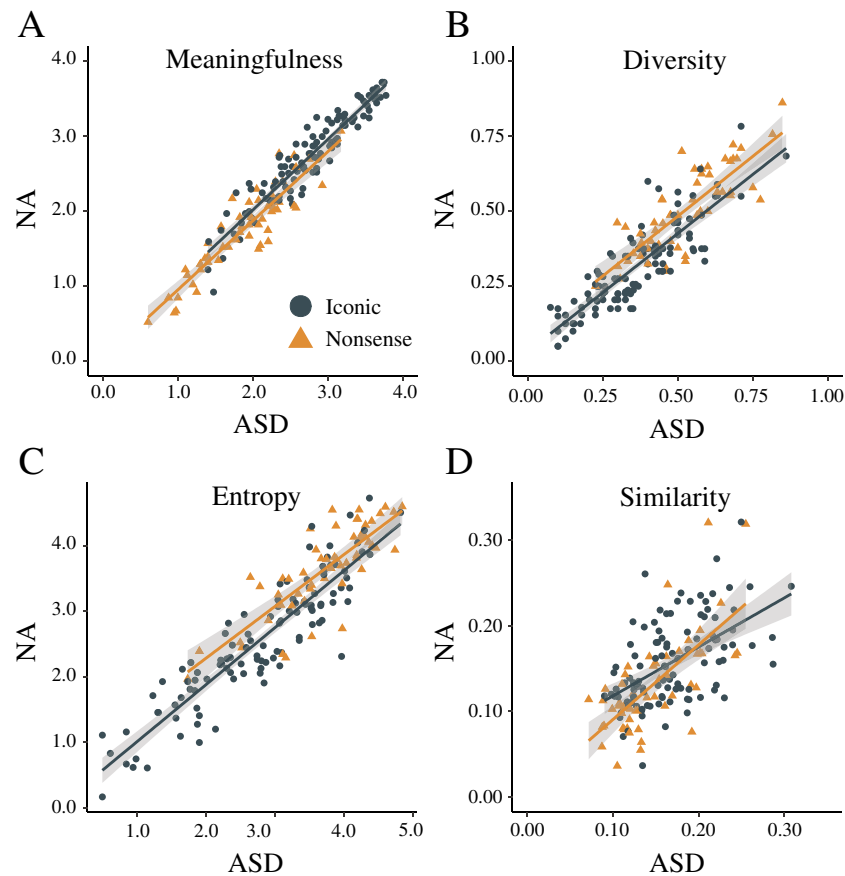 A
Meaningfulness
4.0
3.0
2.0
1.0
0.0
NA
Iconic
Nonsense
0.0 1.0 2.0 3.0 4.0
ASD
B
Diversity
1.00
0.75
0.50
0.25
0.00
NA
0.00 0.25 0.50 0.75 1.00
ASD
C
Entropy
4.0
3.0
2.0
1.0
0.0
NA
1.0 2.0 3.0 4.0 5.0
ASD
D
Similarity
0.30
0.20
0.10
0.00
NA
0.00 0.10 0.20 0.30
ASD